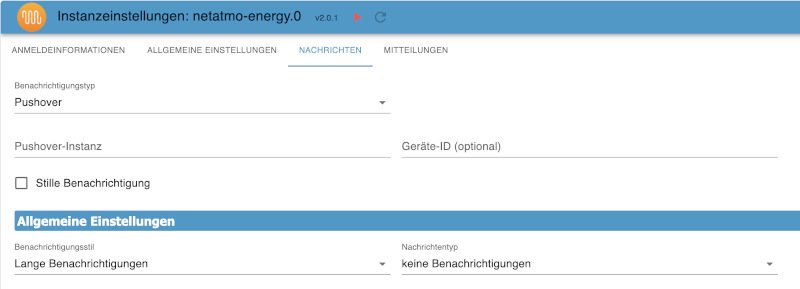 Instanzeinstellungen: netatmo-energy.0 v2.0.1
ANMELDEINFORMATIONEN ALLGEMEINE EINSTELLUNGEN NACHRICHTEN MITTEILUNGEN
Benachrichtigungstyp
Pushover
Pushover-Instanz Geräte-ID (optional)
Stille Benachrichtigung
Allgemeine Einstellungen
Benachrichtigungsstil Nachrichtentyp
Lange Benachrichtigungen keine Benachrichtigungen